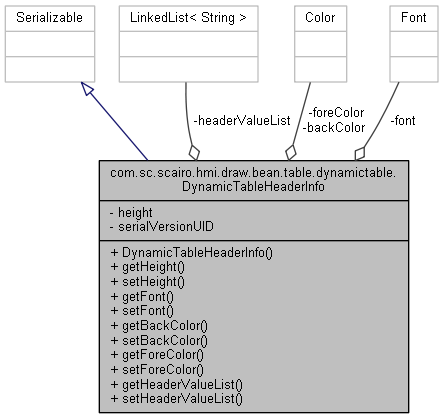 Serializable
LinkedList< String >
Color
Font
-headerValueList
-foreColor
-backColor
-font
com.sc.scairo.hmi.draw.bean.table.dynamictable.
DynamicTableHeaderInfo
- height
- serialVersionUID
+ DynamicTableHeaderInfo()
+ getHeight()
+ setHeight()
+ getFont()
+ setFont()
+ getBackColor()
+ setBackColor()
+ getForeColor()
+ setForeColor()
+ getHeaderValueList()
+ setHeaderValueList()